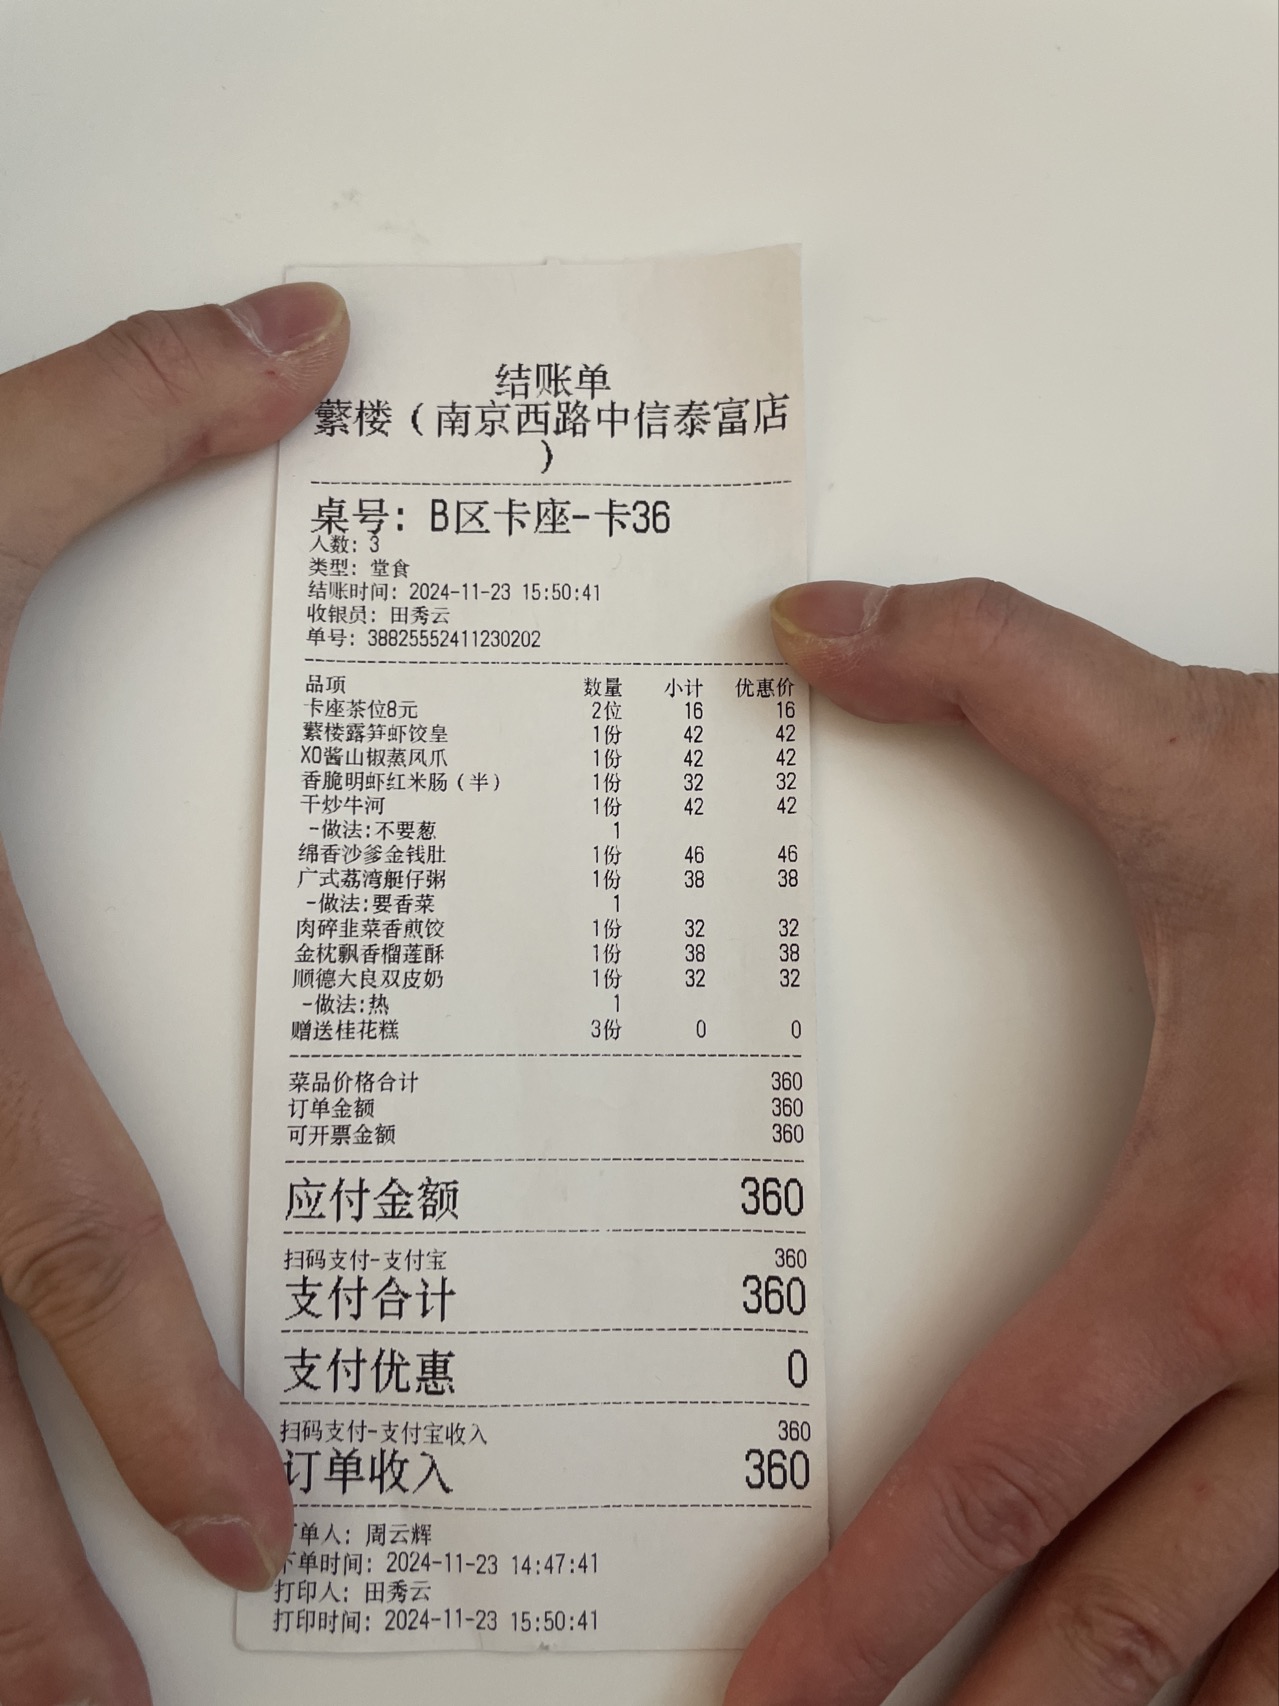 结账单
蘩楼（南京西路中信泰富店
）
桌号: B区卡座-卡36
人数: 3
类型: 堂食
结账时间: 2024-11-23 15:50:41
收银员: 田秀云
单号: 38825552411230202
品项 数量 小计 优惠价
卡座茶位8元 2位 16 16
蘩楼露笋虾饺皇 1份 42 42
XO酱山椒蒸凤爪 1份 42 42
香脆明虾红米肠（半） 1份 32 32
干炒牛河 1份 42 42
-做法:不要葱 1
绵香沙爹金钱肚 1份 46 46
广式荔湾艇仔粥 1份 38 38
-做法:要香菜 1
肉碎韭菜香煎饺 1份 32 32
金枕飘香榴莲酥 1份 38 38
顺德大良双皮奶 1份 32 32
-做法:热 1
赠送桂花糕 3份 0 0
菜品价格合计 360
订单金额 360
可开票金额 360
应付金额 360
扫码支付-支付宝 360
支付合计 360
支付优惠 0
扫码支付-支付宝收入 360
订单收入 360
单人: 周云辉
下单时间: 2024-11-23 14:47:41
打印人: 田秀云
打印时间: 2024-11-23 15:50:41